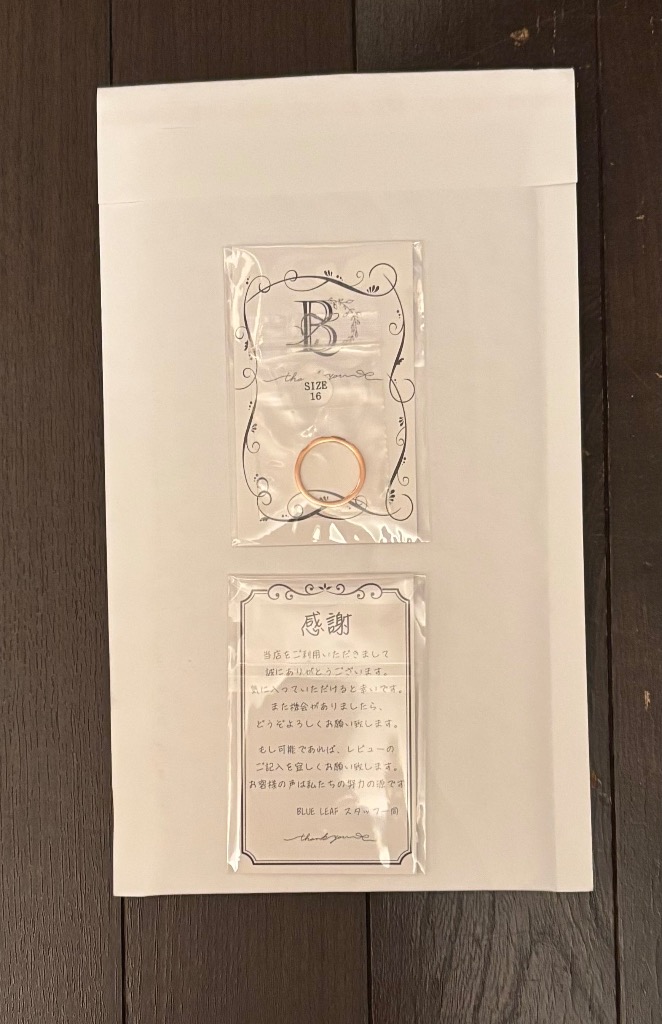 B
thank you
SIZE
16
感謝
当店をご利用いただきまして
誠にありがとうございます。
気に入っていただけると幸いです。
また機会がありましたら、
どうぞよろしくお願い致します。
もし可能であれば、レビューの
ご記入を宜しくお願い致します。
お客様の声は私たちの努力の源です
BLUE LEAF スタッフ一同
thank you